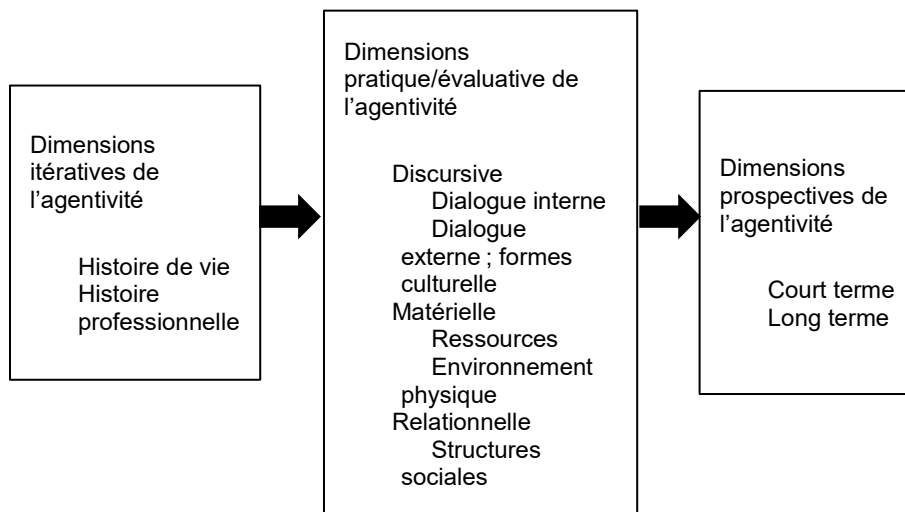 Dimensions
itératives de
l’agentivité
Histoire de vie
Histoire
professionnelle
Dimensions
pratique/évaluative de
l’agentivité
Discursive
Dialogue interne
Dialogue
externe ; formes
culturelle
Matérielle
Ressources
Environnement
physique
Relationnelle
Structures
sociales
Dimensions
prospectives de
l’agentivité
Court terme
Long terme